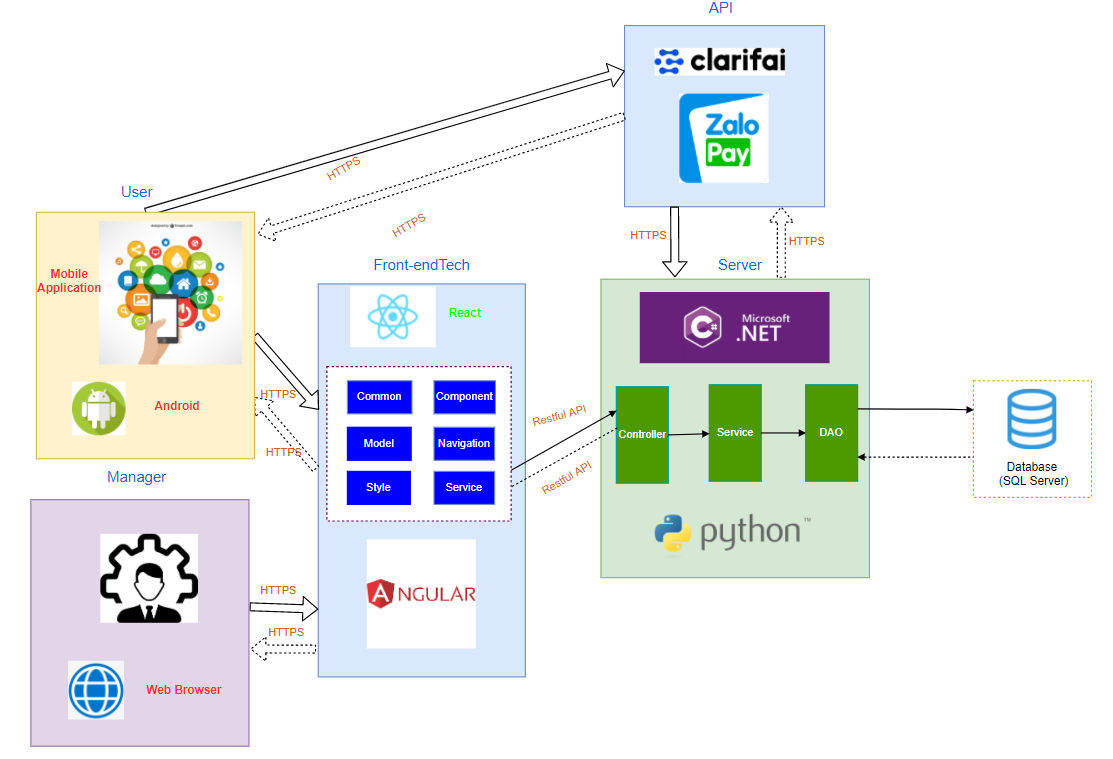 API
clarifai
Zalo
Pay
HTTPS
HTTPS
User
Mobile
Application
Android
HTTPS
HTTPS
Front-endTech
React
Common
Component
Model
Navigation
Style
Service
ANGULAR
HTTPS
HTTPS
Server
Microsoft
.NET
C#
Restful API
Restful API
Controller
Service
DAO
python™
Database
(SQL Server)
Manager
HTTPS
HTTPS
Web Browser